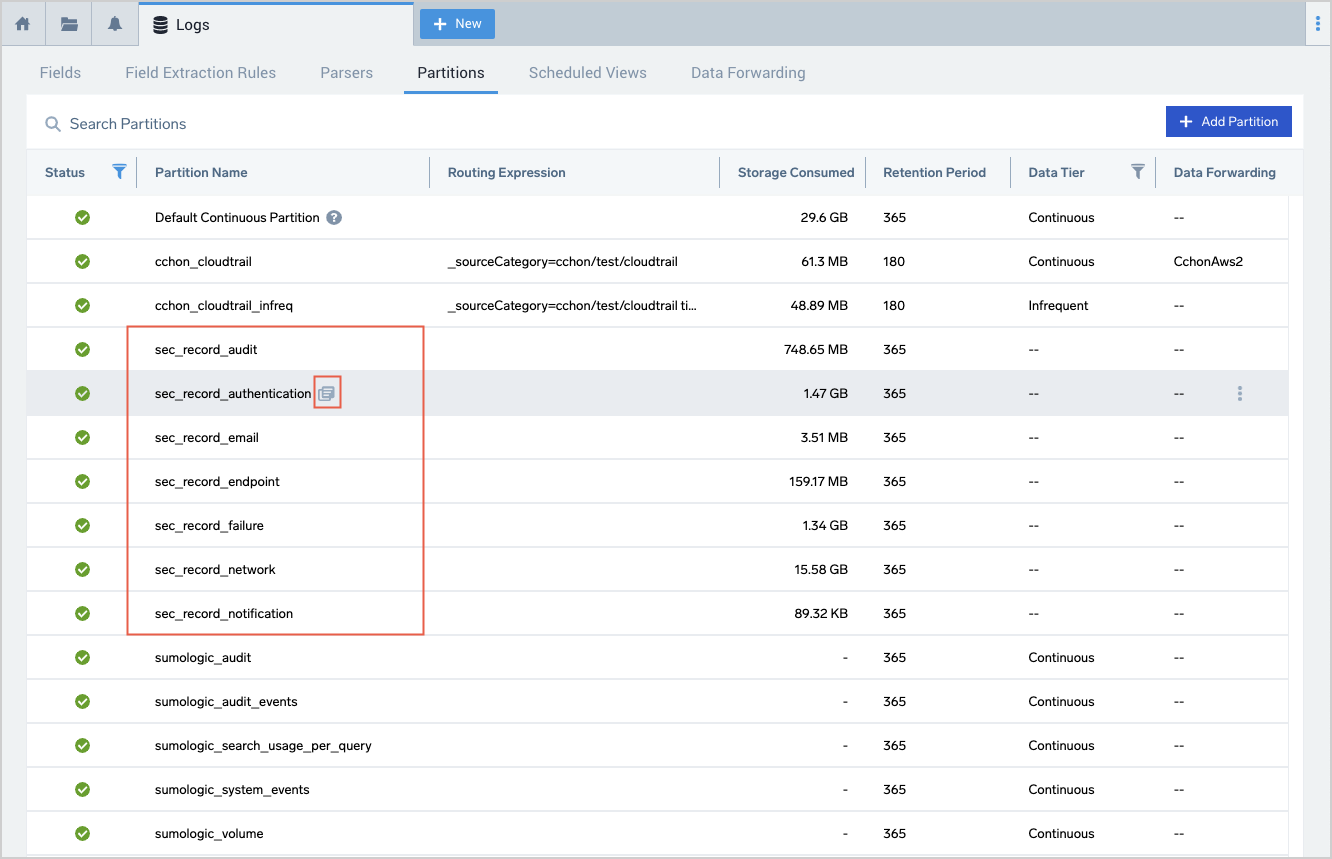 Logs
+ New
Fields Field Extraction Rules Parsers Partitions Scheduled Views Data Forwarding
Search Partitions
+ Add Partition
Status Partition Name Routing Expression Storage Consumed Retention Period Data Tier Data Forwarding
Default Continuous Partition ? 29.6 GB 365 Continuous --
cchon_cloudtrail _sourceCategory=cchon/test/cloudtrail 61.3 MB 180 Continuous CchonAws2
cchon_cloudtrail_infreq _sourceCategory=cchon/test/cloudtrail ti... 48.89 MB 180 Infrequent --
sec_record_audit 748.65 MB 365 -- --
sec_record_authentication 1.47 GB 365 -- --
sec_record_email 3.51 MB 365 -- --
sec_record_endpoint 159.17 MB 365 -- --
sec_record_failure 1.34 GB 365 -- --
sec_record_network 15.58 GB 365 -- --
sec_record_notification 89.32 KB 365 -- --
sumologic_audit - 365 Continuous --
sumologic_audit_events - 365 Continuous --
sumologic_search_usage_per_query - 365 Continuous --
sumologic_system_events - 365 Continuous --
sumologic_volume - 365 Continuous --